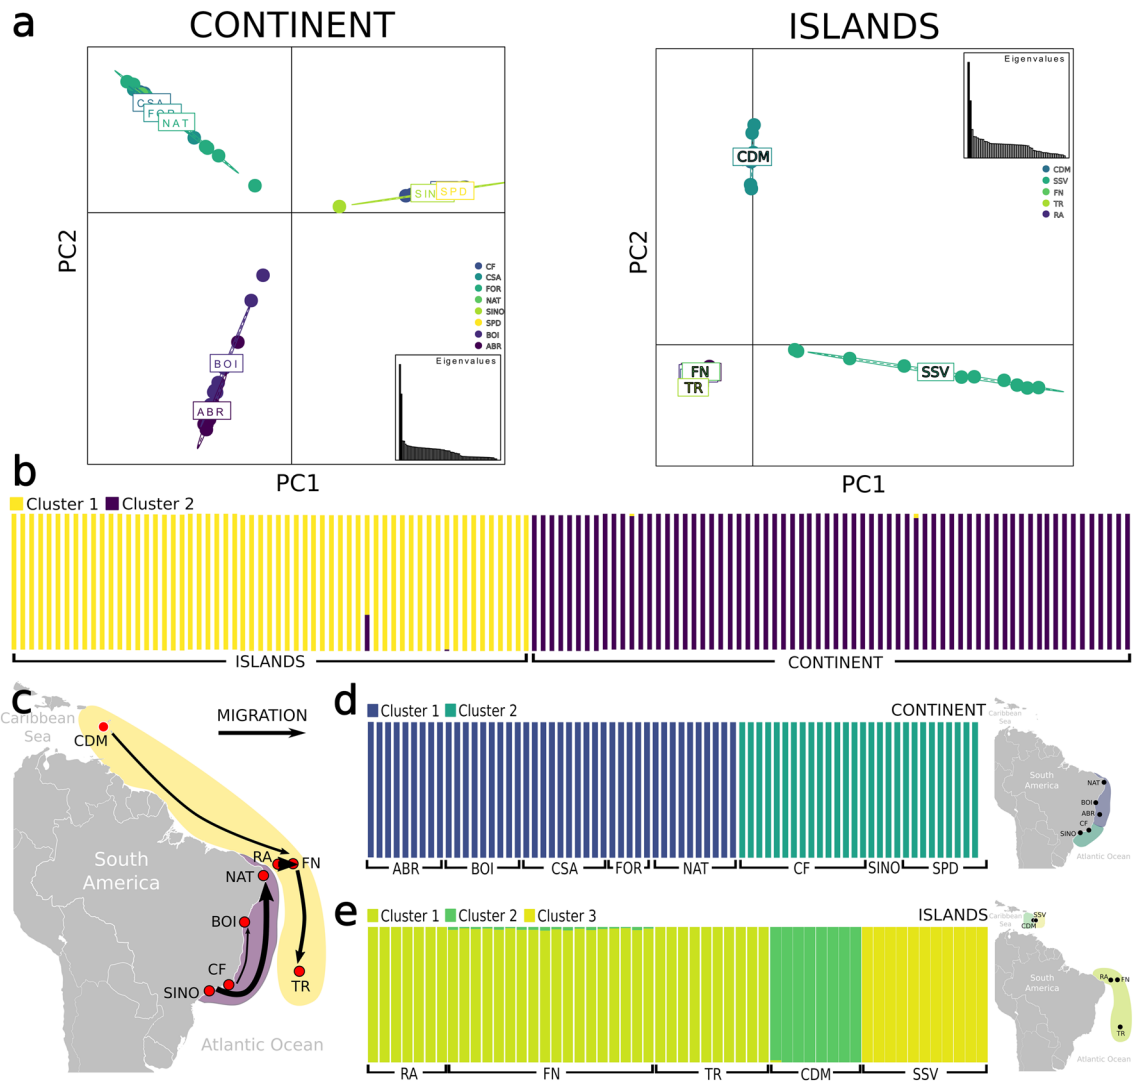 a
CONTINENT
ISLANDS
Eigenvalues
CSA
FOR
NAT
SPD
CDM
CDM
SSV
FN
TR
RA
PC2
PC2
CF
CSA
FOR
NAT
SINO
SPD
BOI
ABR
BOI
ABR
Eigenvalues
FN
TR
SSV
PC1
PC1
b
Cluster 1
Cluster 2
ISLANDS
CONTINENT
c
Caribbean
Sea
CDM
MIGRATION
South
America
RA
FN
NAT
BOI
CF
SINO
TR
Atlantic Ocean
d
Cluster 1
Cluster 2
CONTINENT
ABR
BOI
CSA
FOR
NAT
CF
SINO
SPD
Caribbean
Sea
South
America
NAT
BOI
ABR
CF
SINO
Atlantic Ocean
e
Cluster 1
Cluster 2
Cluster 3
ISLANDS
RA
FN
TR
CDM
SSV
Caribbean
Sea
SSV
CDM
South
America
RA
FN
TR
Atlantic Ocean